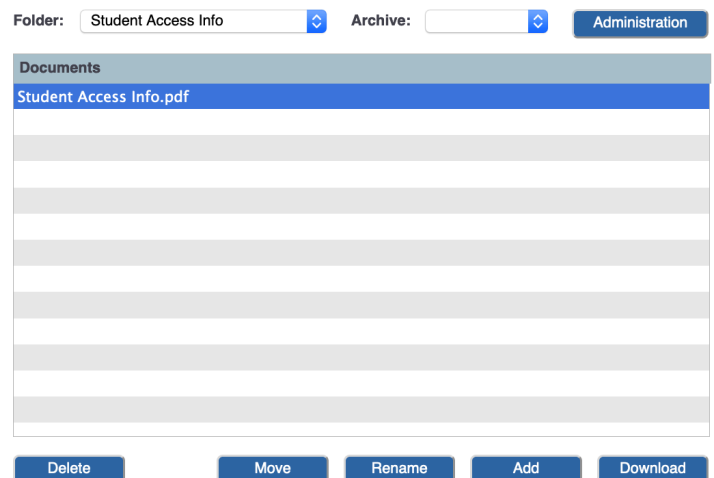 Folder: Student Access Info Archive: Administration
Documents
Student Access Info.pdf
Delete Move Rename Add Download